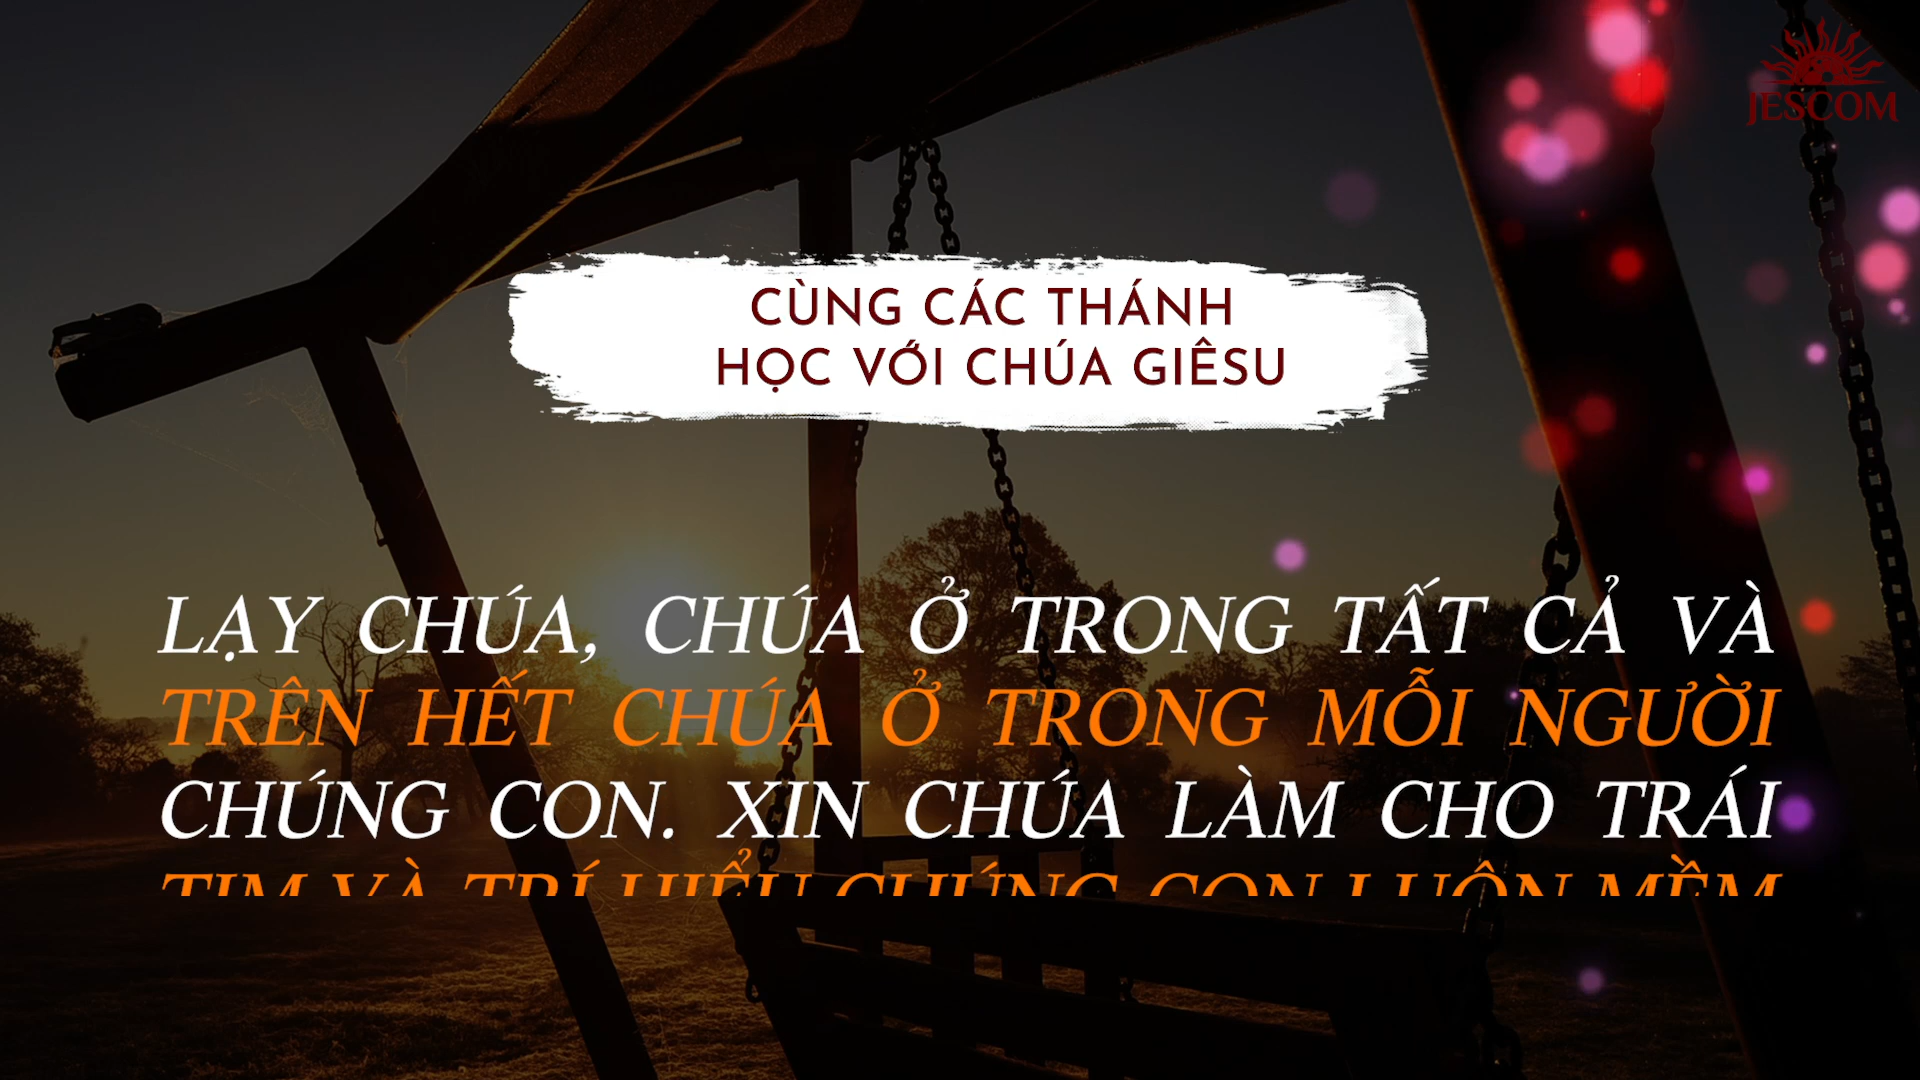 JESCOM
CÙNG CÁC THÁNH
HỌC VỚI CHÚA GIÊSU
LẠY CHÚA, CHÚA Ở TRONG TẤT CẢ VÀ
TRÊN HẾT CHÚA Ở TRONG MỖI NGƯỜI
CHÚNG CON. XIN CHÚA LÀM CHO TRÁI
TIM VÀ TRÍ HIỂU CHÚNG CON LUÔN MỀM